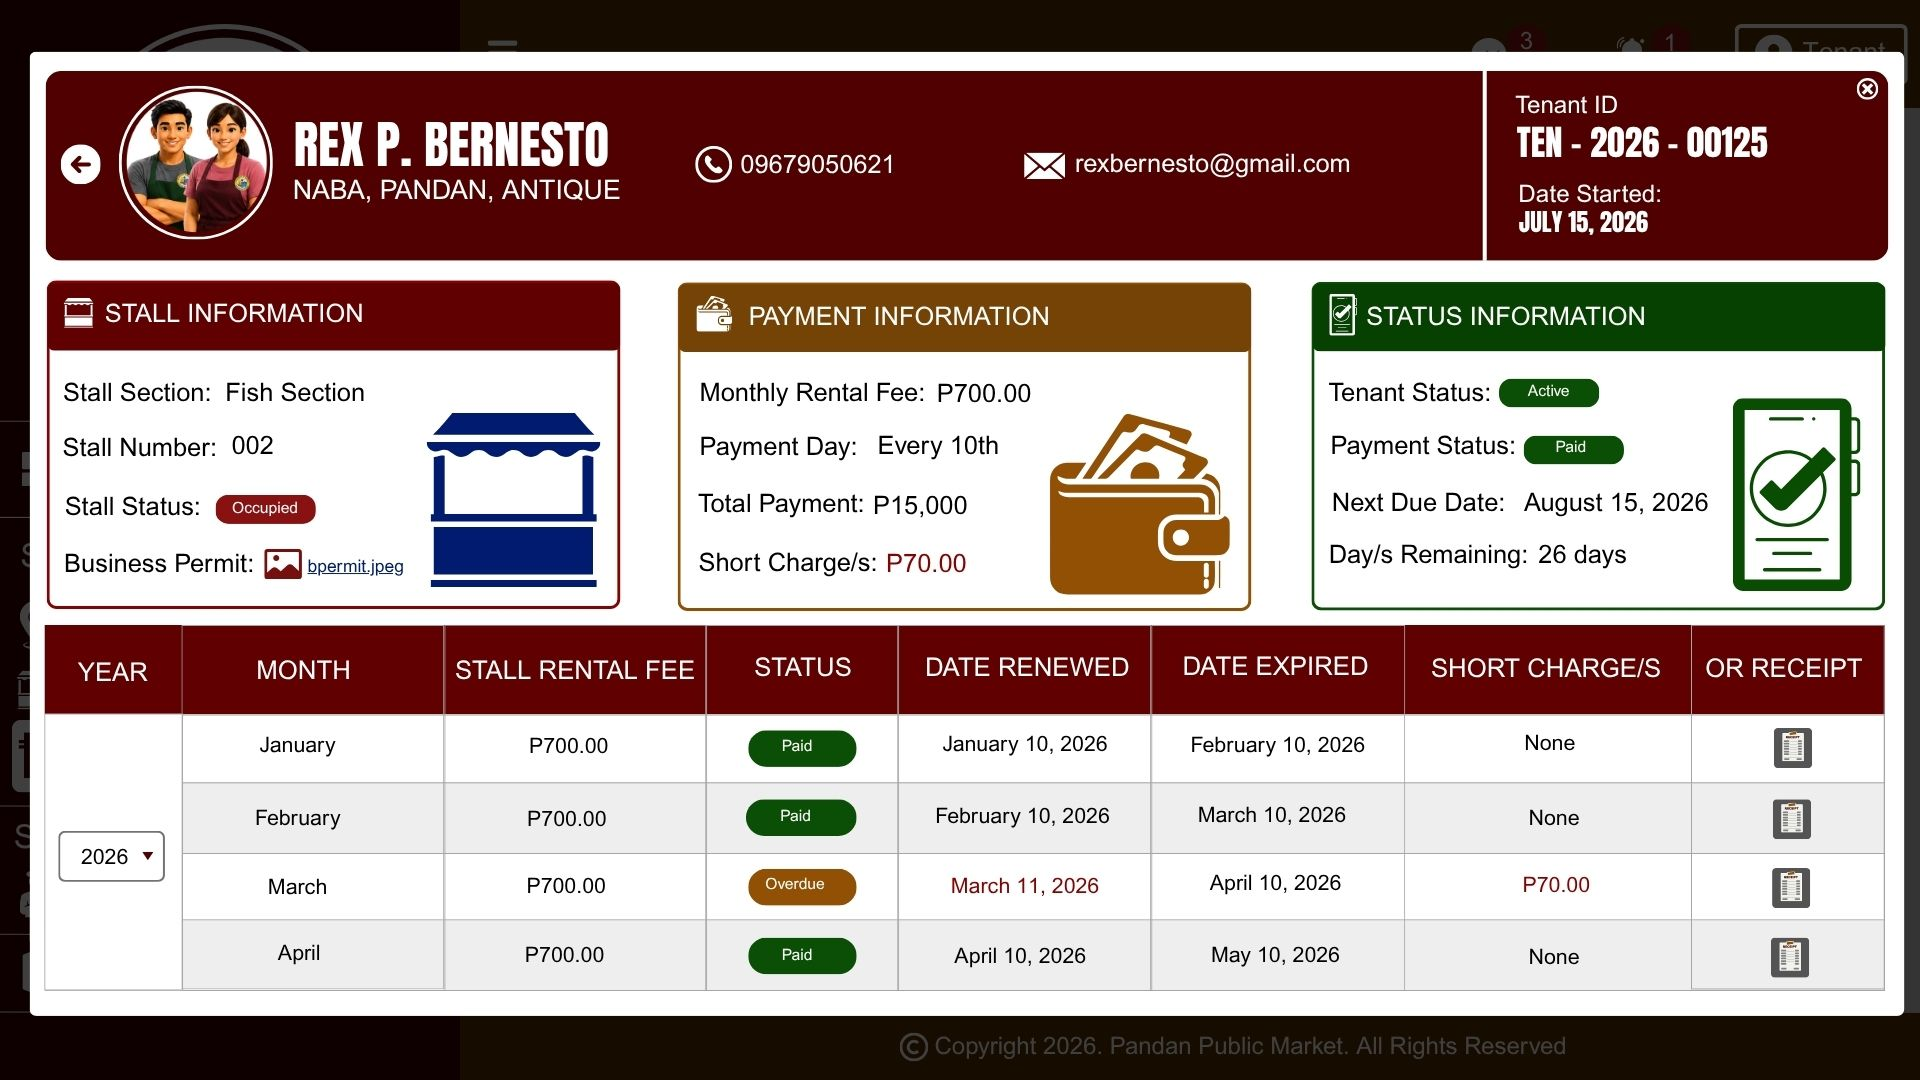 3
1
Tenant
REX P. BERNESTO
NABA, PANDAN, ANTIQUE
09679050621
rexbernesto@gmail.com
Tenant ID
TEN - 2026 - 00125
Date Started:
JULY 15, 2026
STALL INFORMATION
Stall Section: Fish Section
Stall Number: 002
Stall Status: Occupied
Business Permit: bpermit.jpeg
PAYMENT INFORMATION
Monthly Rental Fee: P700.00
Payment Day: Every 10th
Total Payment: P15,000
Short Charge/s: P70.00
STATUS INFORMATION
Tenant Status: Active
Payment Status: Paid
Next Due Date: August 15, 2026
Day/s Remaining: 26 days
YEAR MONTH STALL RENTAL FEE STATUS DATE RENEWED DATE EXPIRED SHORT CHARGE/S OR RECEIPT
January P700.00 Paid January 10, 2026 February 10, 2026 None
February P700.00 Paid February 10, 2026 March 10, 2026 None
2026
March P700.00 Overdue March 11, 2026 April 10, 2026 P70.00
April P700.00 Paid April 10, 2026 May 10, 2026 None
© Copyright 2026. Pandan Public Market. All Rights Reserved